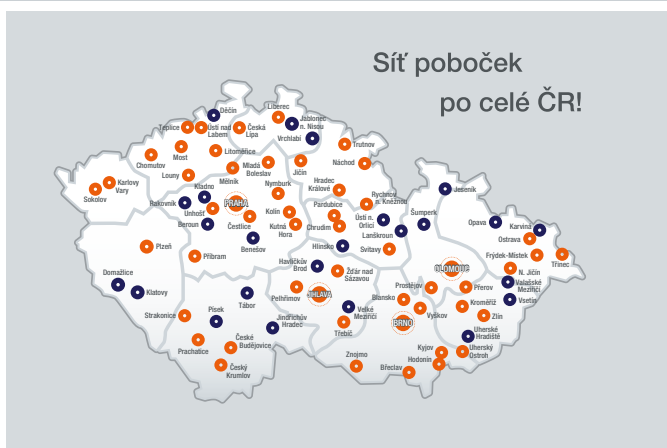 Síť poboček
po celé ČR!
Děčín
Liberec
Jablonec
n. Nisou
Teplice
Ústí nad
Labem
Česká
Lípa
Vrchlabí
Trutnov
Most
Litoměřice
Chomutov
Mladá
Boleslav
Jičín
Náchod
Louny
Mělník
Karlovy
Vary
Sokolov
Kladno
Nymburk
Hradec
Králové
Rychnov
n. Kněžnou
Jeseník
Rakovník
Unhošť
PRAHA
Kolín
Pardubice
Beroun
Čestlice
Kutná
Hora
Chrudim
Ústí n.
Orlicí
Šumperk
Opava
Karviná
Lanškroun
Ostrava
Plzeň
Příbram
Benešov
Hlinsko
Svitavy
Frýdek-Místek
Třinec
Havlíčkův
Brod
Žďár nad
Sázavou
OLOMOUC
N. Jičín
Domažlice
Klatovy
Prostějov
Přerov
Valašské
Meziříčí
Tábor
Pelhřimov
JIHLAVA
Blansko
Kroměříž
Vsetín
Strakonice
Písek
Jindřichův
Hradec
Velké
Meziříčí
Vyškov
Zlín
Třebíč
BRNO
Uherské
Hradiště
Prachatice
České
Budějovice
Kyjov
Uherský
Ostroh
Český
Krumlov
Znojmo
Hodonín
Břeclav